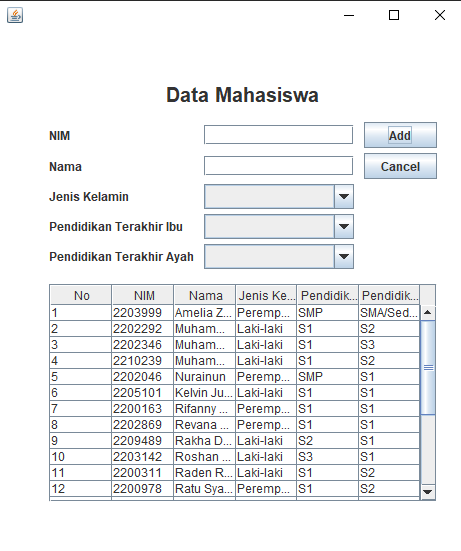 Data Mahasiswa
NIM Add
Nama Cancel
Jenis Kelamin
Pendidikan Terakhir Ibu
Pendidikan Terakhir Ayah
No NIM Nama Jenis Ke... Pendidik... Pendidik...
1 2203999 Amelia Z... Peremp... SMP SMA/Sed...
2 2202292 Muham... Laki-laki S1 S2
3 2202346 Muham... Laki-laki S1 S3
4 2210239 Muham... Laki-laki S1 S2
5 2202046 Nurainun Peremp... SMP S1
6 2205101 Kelvin Ju... Laki-laki S1 S1
7 2200163 Rifanny ... Peremp... S1 S1
8 2202869 Revana ... Peremp... S1 S1
9 2209489 Rakha D... Laki-laki S2 S1
10 2203142 Roshan ... Laki-laki S3 S1
11 2200311 Raden R... Laki-laki S1 S2
12 2200978 Ratu Sya... Peremp... S1 S2